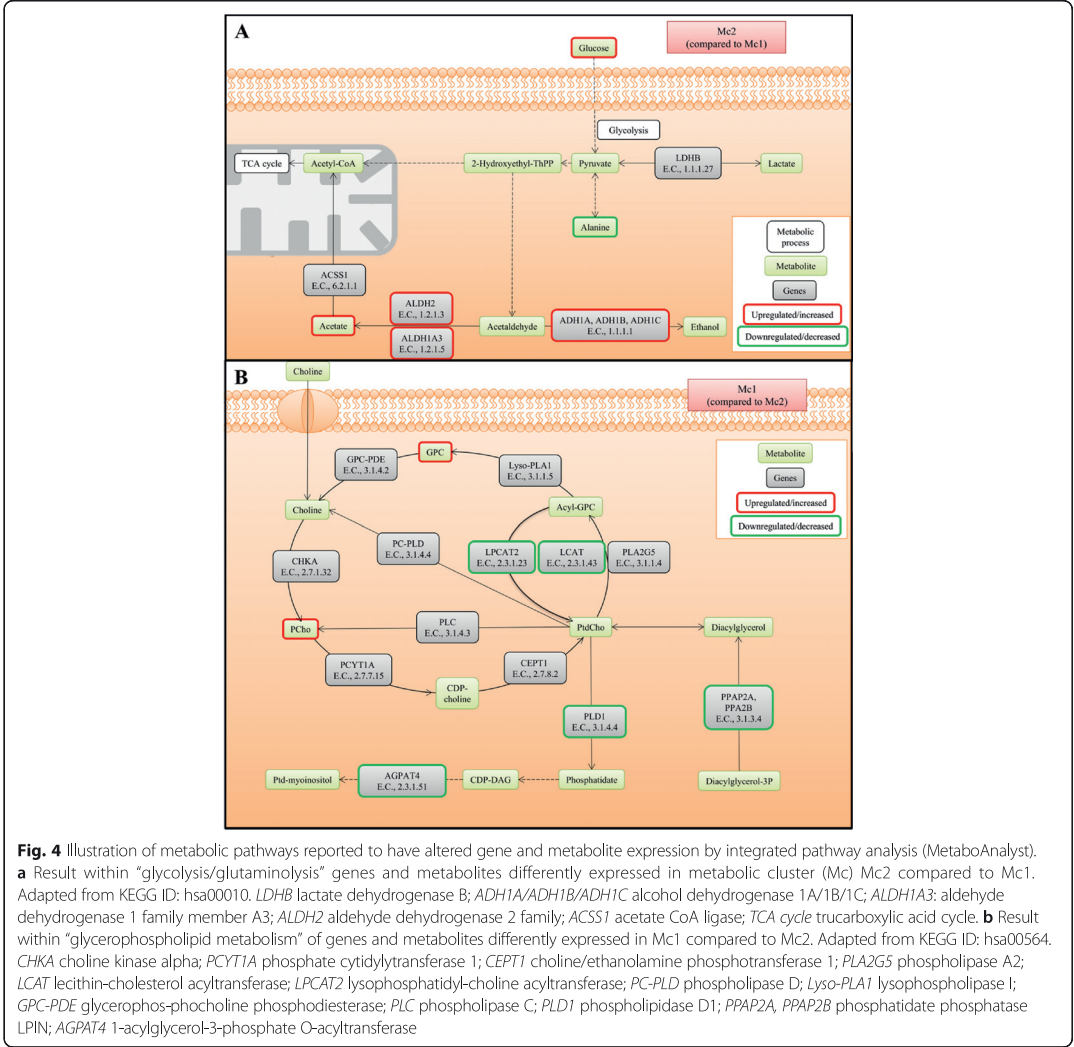 A
Mc2
(compared to Mc1)
Glucose
Glycolysis
TCA cycle
Acetyl-CoA
2-Hydroxyethyl-ThPP
Pyruvate
LDHB
E.C., 1.1.1.27
Lactate
Alanine
Metabolic
process
Metabolite
Genes
Upregulated/increased
Downregulated/decreased
ACSS1
E.C., 6.2.1.1
Acetate
ALDH2
E.C., 1.2.1.3
ALDH1A3
E.C., 1.2.1.5
Acetaldehyde
ADH1A, ADH1B, ADH1C
E.C., 1.1.1.1
Ethanol
B
Choline
Mc1
(compared to Mc2)
Metabolite
Genes
Upregulated/increased
Downregulated/decreased
GPC-PDE
E.C., 3.1.4.2
GPC
Lyso-PLA1
E.C., 3.1.1.5
Choline
Acyl-GPC
PC-PLD
E.C., 3.1.4.4
LPCAT2
E.C., 2.3.1.23
LCAT
E.C., 2.3.1.43
PLA2G5
E.C., 3.1.1.4
CHKA
E.C., 2.7.1.32
PCho
PLC
E.C., 3.1.4.3
PtdCho
Diacylglycerol
PCYT1A
E.C., 2.7.7.15
CDP-
choline
CEPT1
E.C., 2.7.8.2
PLD1
E.C., 3.1.4.4
PPAP2A,
PPA2B
E.C., 3.1.3.4
Ptd-myoinositol
AGPAT4
E.C., 2.3.1.51
CDP-DAG
Phosphatidate
Diacylglycerol-3P
Fig. 4 Illustration of metabolic pathways reported to have altered gene and metabolite expression by integrated pathway analysis (MetaboAnalyst).
a Result within “glycolysis/glutaminolysis” genes and metabolites differently expressed in metabolic cluster (Mc) Mc2 compared to Mc1.
Adapted from KEGG ID: hsa00010. LDHB lactate dehydrogenase B; ADH1A/ADH1B/ADH1C alcohol dehydrogenase 1A/1B/1C; ALDH1A3: aldehyde
dehydrogenase 1 family member A3; ALDH2 aldehyde dehydrogenase 2 family; ACSS1 acetate CoA ligase; TCA cycle trucarboxylic acid cycle. b Result
within “glycerophospholipid metabolism” of genes and metabolites differently expressed in Mc1 compared to Mc2. Adapted from KEGG ID: hsa00564.
CHKA choline kinase alpha; PCYT1A phosphate cytidylytransferase 1; CEPT1 choline/ethanolamine photransferase 1; PLA2G5 phospholipase A2;
LCAT lecithin-cholesterol acyltransferase; LPCAT2 lysophosphatidyl-choline acyltransferase; PC-PLD phospholipase D; Lyso-PLA1 lysophospholipase I;
GPC-PDE glycerophos-phocholine phosphodiesterase; PLC phospholipase C; PLD1 phospholipidase D1; PPAP2A, PPAP2B phosphatidate phosphatase
LPIN; AGPAT4 1-acylglycerol-3-phosphate O-acyltransferase